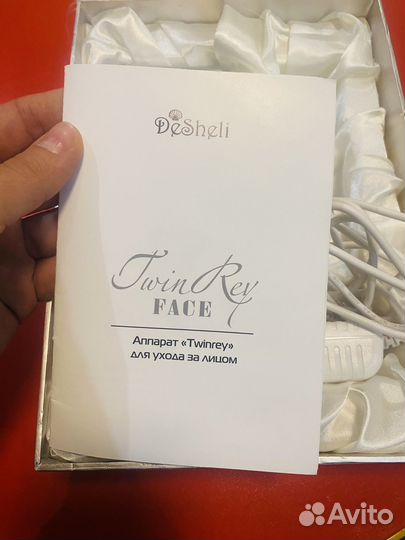 DeSheli
TwinRey
FACE
Аппарат «Twinrey»
для ухода за лицом
Avito